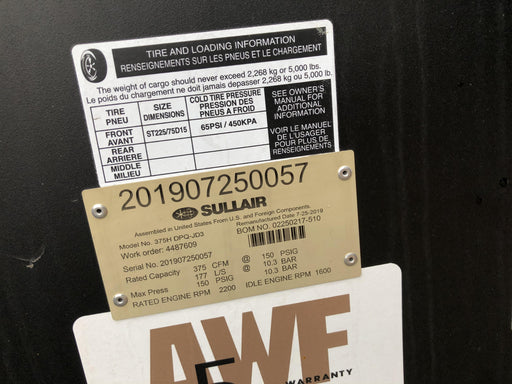 TIRE AND LOADING INFORMATION
RENSEIGNEMENTS SUR LES PNEUS ET LE CHARGEMENT
The weight of cargo should never exceed 2,268 kg or 5,000 lbs.
Le poids du chargement ne doit jamais depasser 2,268 kg ou 5,000 lb.
TIRE PNEU
SIZE DIMENSIONS
COLD TIRE PRESSURE
PRESSION DES
PNEUS A FROID
SEE OWNER'S
MANUAL FOR
ADDITIONAL
INFORMATION
VOIR LE MANUEL
DE L'USAGER
POUR PLUS DE
RENSEIGNEMENTS
FRONT
AVANT
ST225/75D15
65PSI / 450KPA
REAR
ARRIERE
MIDDLE
MILIEU
201907250057
SULLAIR
Assembled in United States From U.S. and Foreign Components.
Remanufactured Date 7-25-2019
Model No. 375H DPQ-JD3
BOM NO. 02250217-510
Work order: 4487609
Serial No. 201907250057
Rated Capacity 375 CFM @ 150 PSIG
177 L/S @ 10.3 BAR
Max Press 150 PSIG @ 10.3 BAR
RATED ENGINE RPM 2200 IDLE ENGINE RPM 1600
AWF
5
WARRANTY